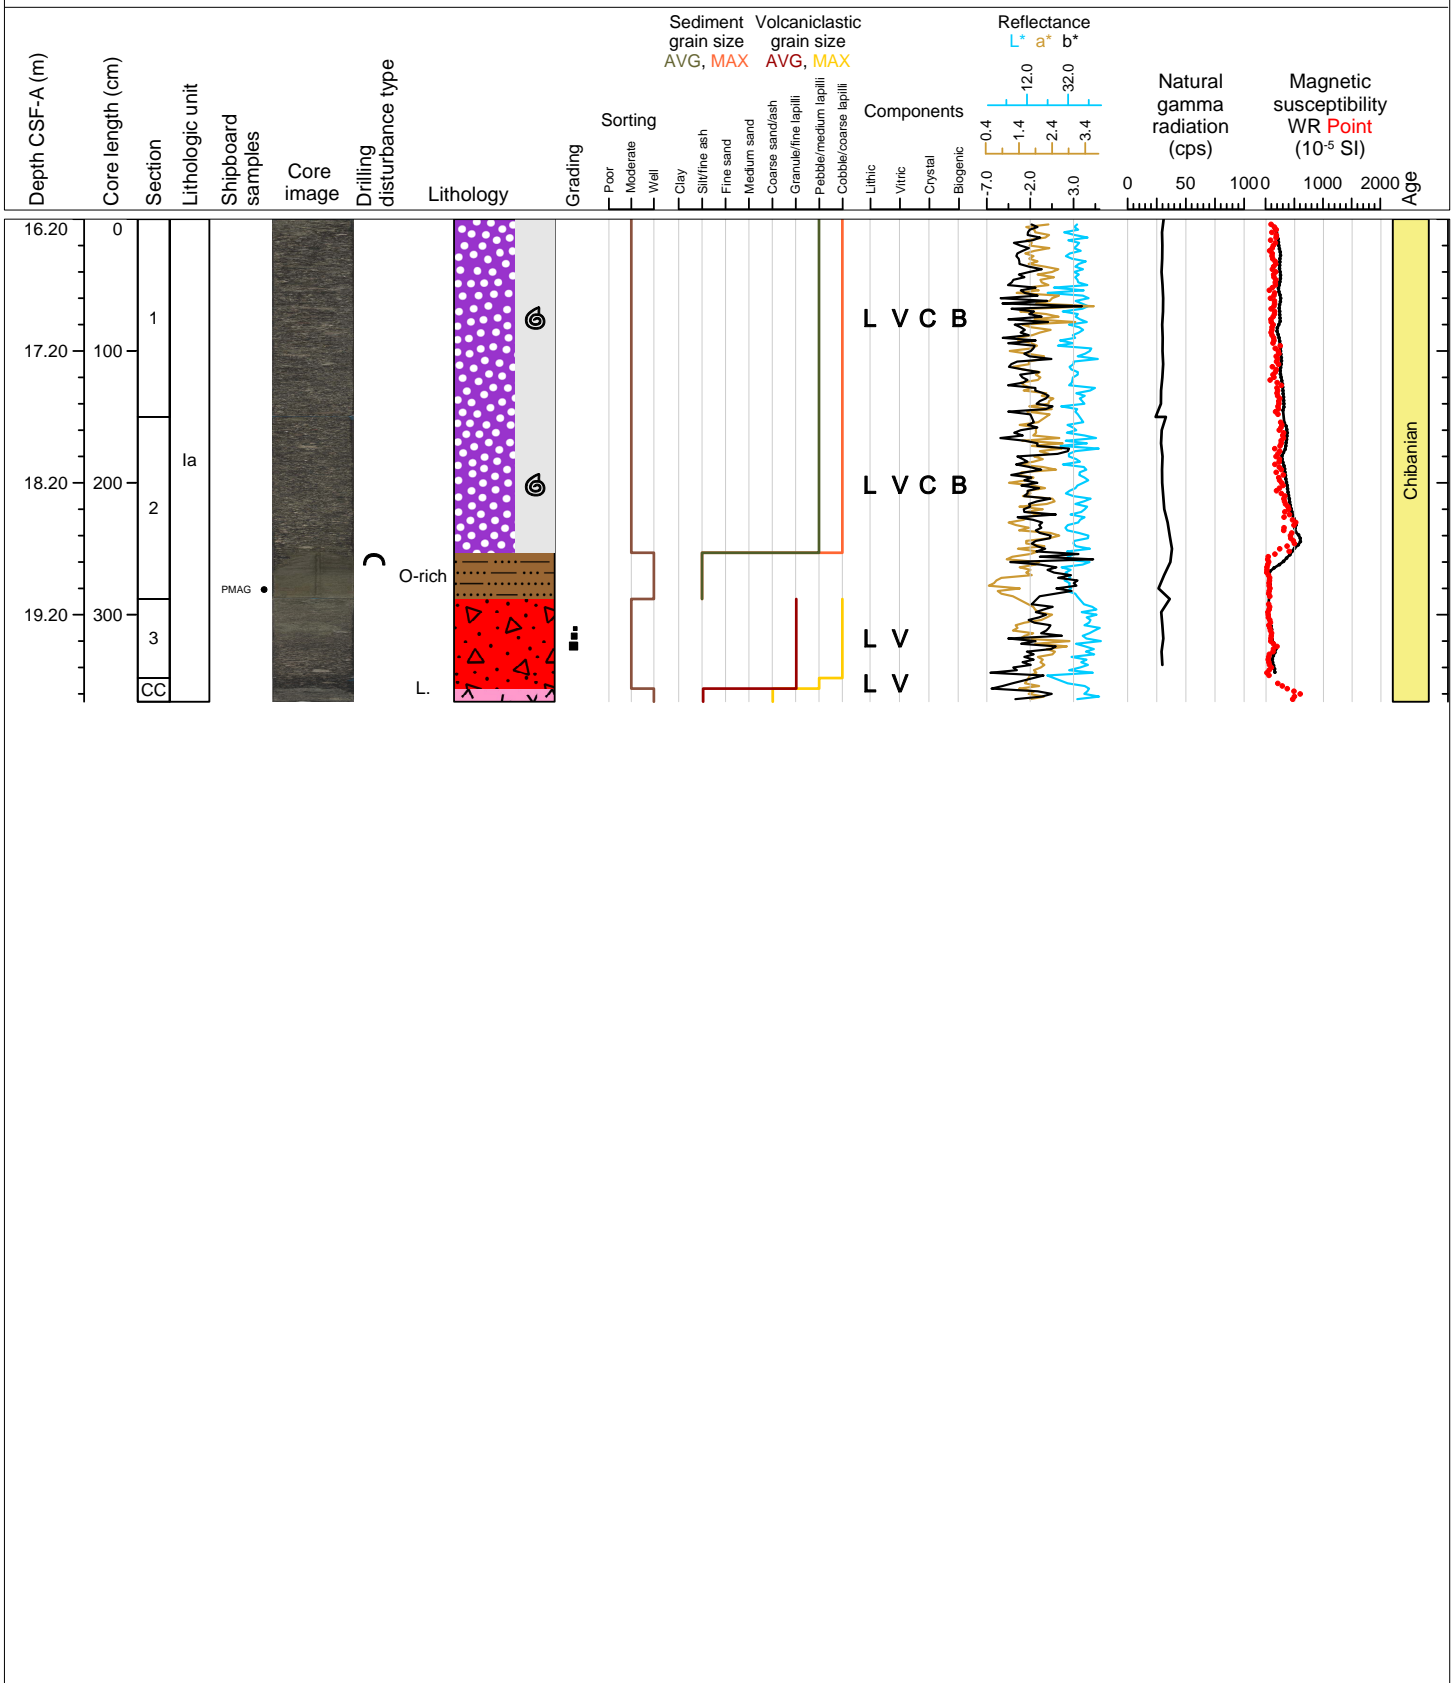 Depth CSF-A (m)
Core length (cm)
Section
Lithologic unit
Shipboard
samples
Core
image
Drilling
disturbance type
Lithology
Grading
Sorting
Poor
Moderate
Well
Sediment
grain size
AVG, MAX
Volcaniclastic
grain size
AVG, MAX
Clay
Silt/fine ash
Fine sand
Medium sand
Coarse sand/ash
Granule/fine lapilli
Pebble/medium lapilli
Cobble/coarse lapilli
Components
Lithic
Vitric
Crystal
Biogenic
Reflectance
L* a* b*
12.0 32.0
0.4 1.4 2.4 3.4
-7.0 -2.0 3.0
Natural
gamma
radiation
(cps)
0 50 100
Magnetic
susceptibility
WR Point
(10-5 SI)
0 1000 2000
Age
16.20 0
1
L V C B
17.20 100
Ia
Chibanian
18.20 200
L V C B
2
O-rich
PMAG
19.20 300
3
L V
CC
L.
L V